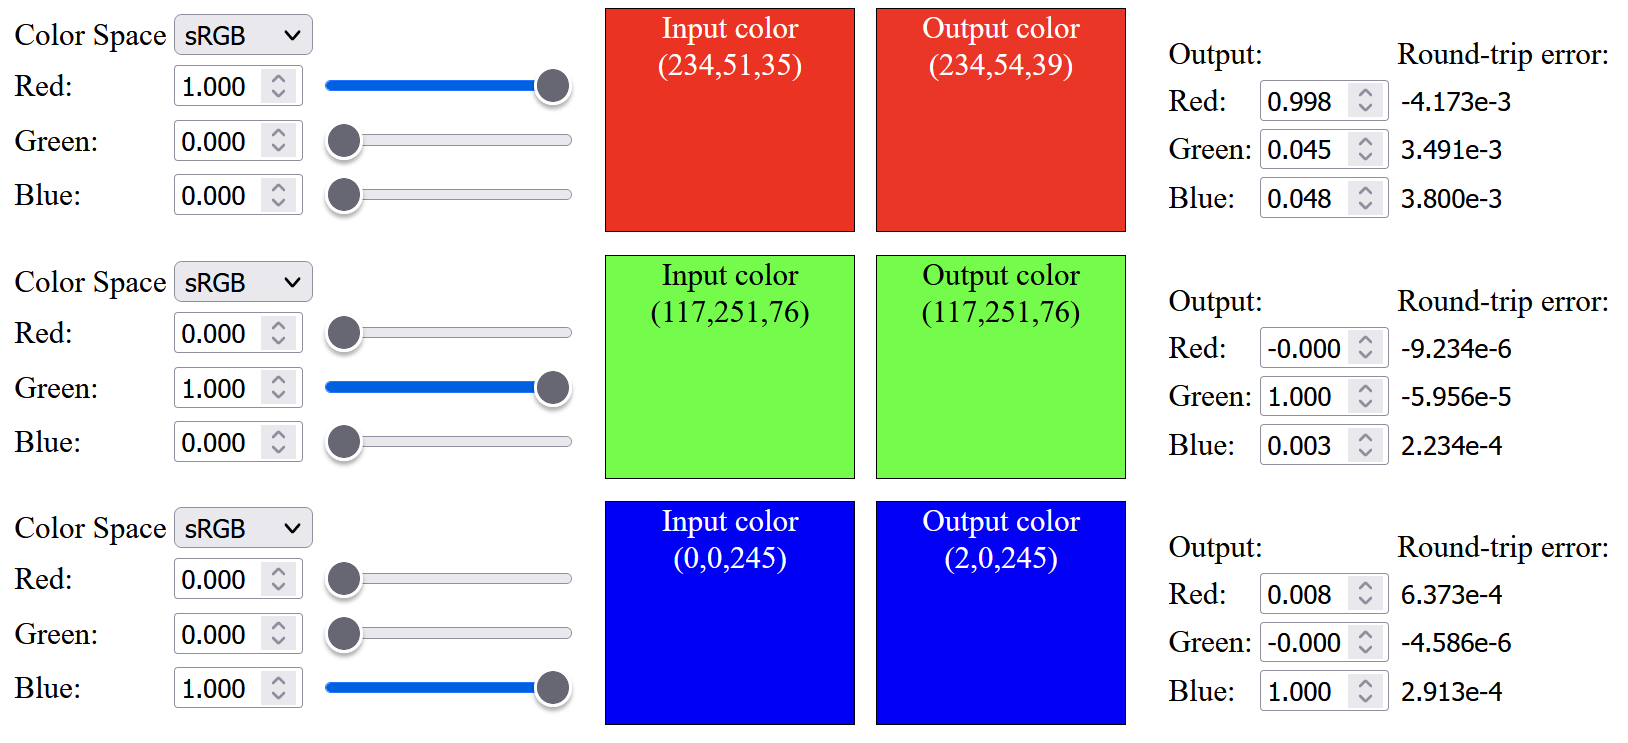 Color Space sRGB
Red: 1.000
Green: 0.000
Blue: 0.000
Input color
(234,51,35)
Output color
(234,54,39)
Output: Round-trip error:
Red: 0.998 -4.173e-3
Green: 0.045 3.491e-3
Blue: 0.048 3.800e-3
Color Space sRGB
Red: 0.000
Green: 1.000
Blue: 0.000
Input color
(117,251,76)
Output color
(117,251,76)
Output: Round-trip error:
Red: -0.000 -9.234e-6
Green: 1.000 -5.956e-5
Blue: 0.003 2.234e-4
Color Space sRGB
Red: 0.000
Green: 0.000
Blue: 1.000
Input color
(0,0,245)
Output color
(2,0,245)
Output: Round-trip error:
Red: 0.008 6.373e-4
Green: -0.000 -4.586e-6
Blue: 1.000 2.913e-4